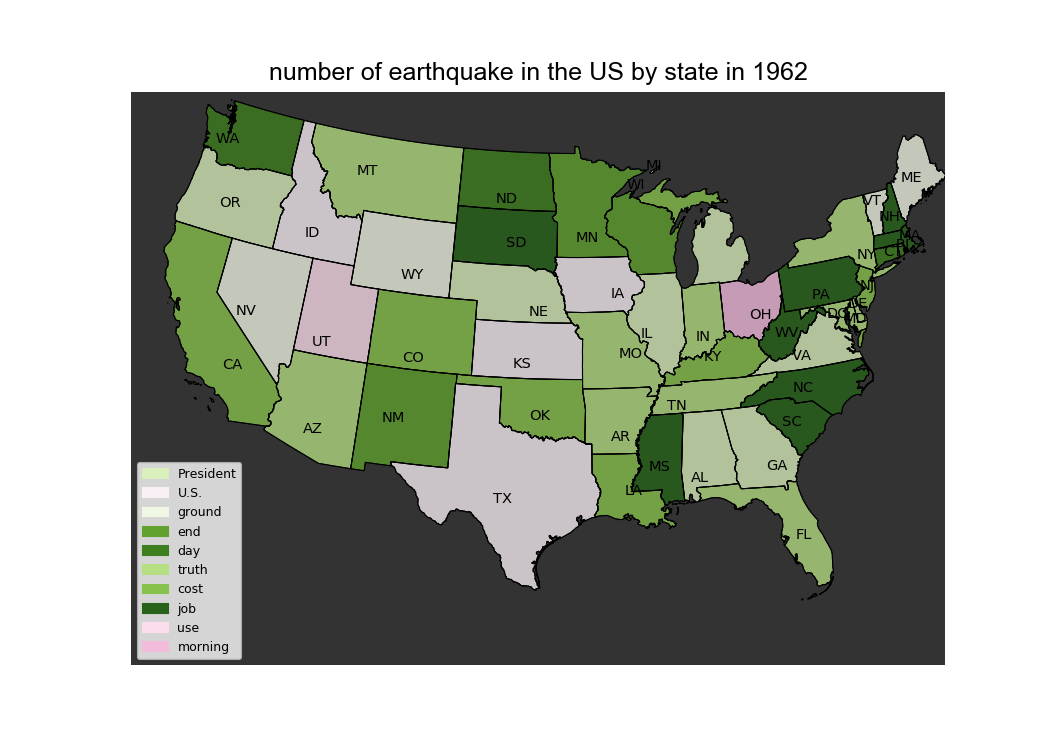 number of earthquake in the US by state in 1962
MI
WA
WI
MT
ME
ND
VT
OR
NH
ID
SD
MN
MA
RI
CT
NY
WY
NJ
IA
PA
NV
NE
DE
DC
MD
OH
WV
IL
IN
UT
MO
KY
VA
CO
KS
CA
NC
TN
OK
NM
SC
AZ
AR
GA
MS
AL
LA
TX
FL
President
U.S.
ground
end
day
truth
cost
job
use
morning